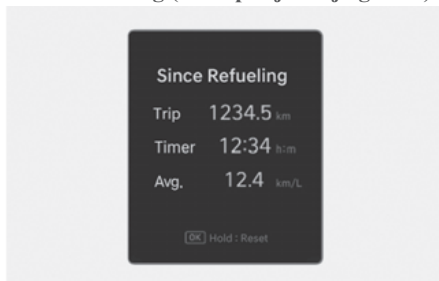 Since Refueling
Trip 1234.5 km
Timer 12:34 h:m
Avg. 12.4 km/L
OK Hold : Reset